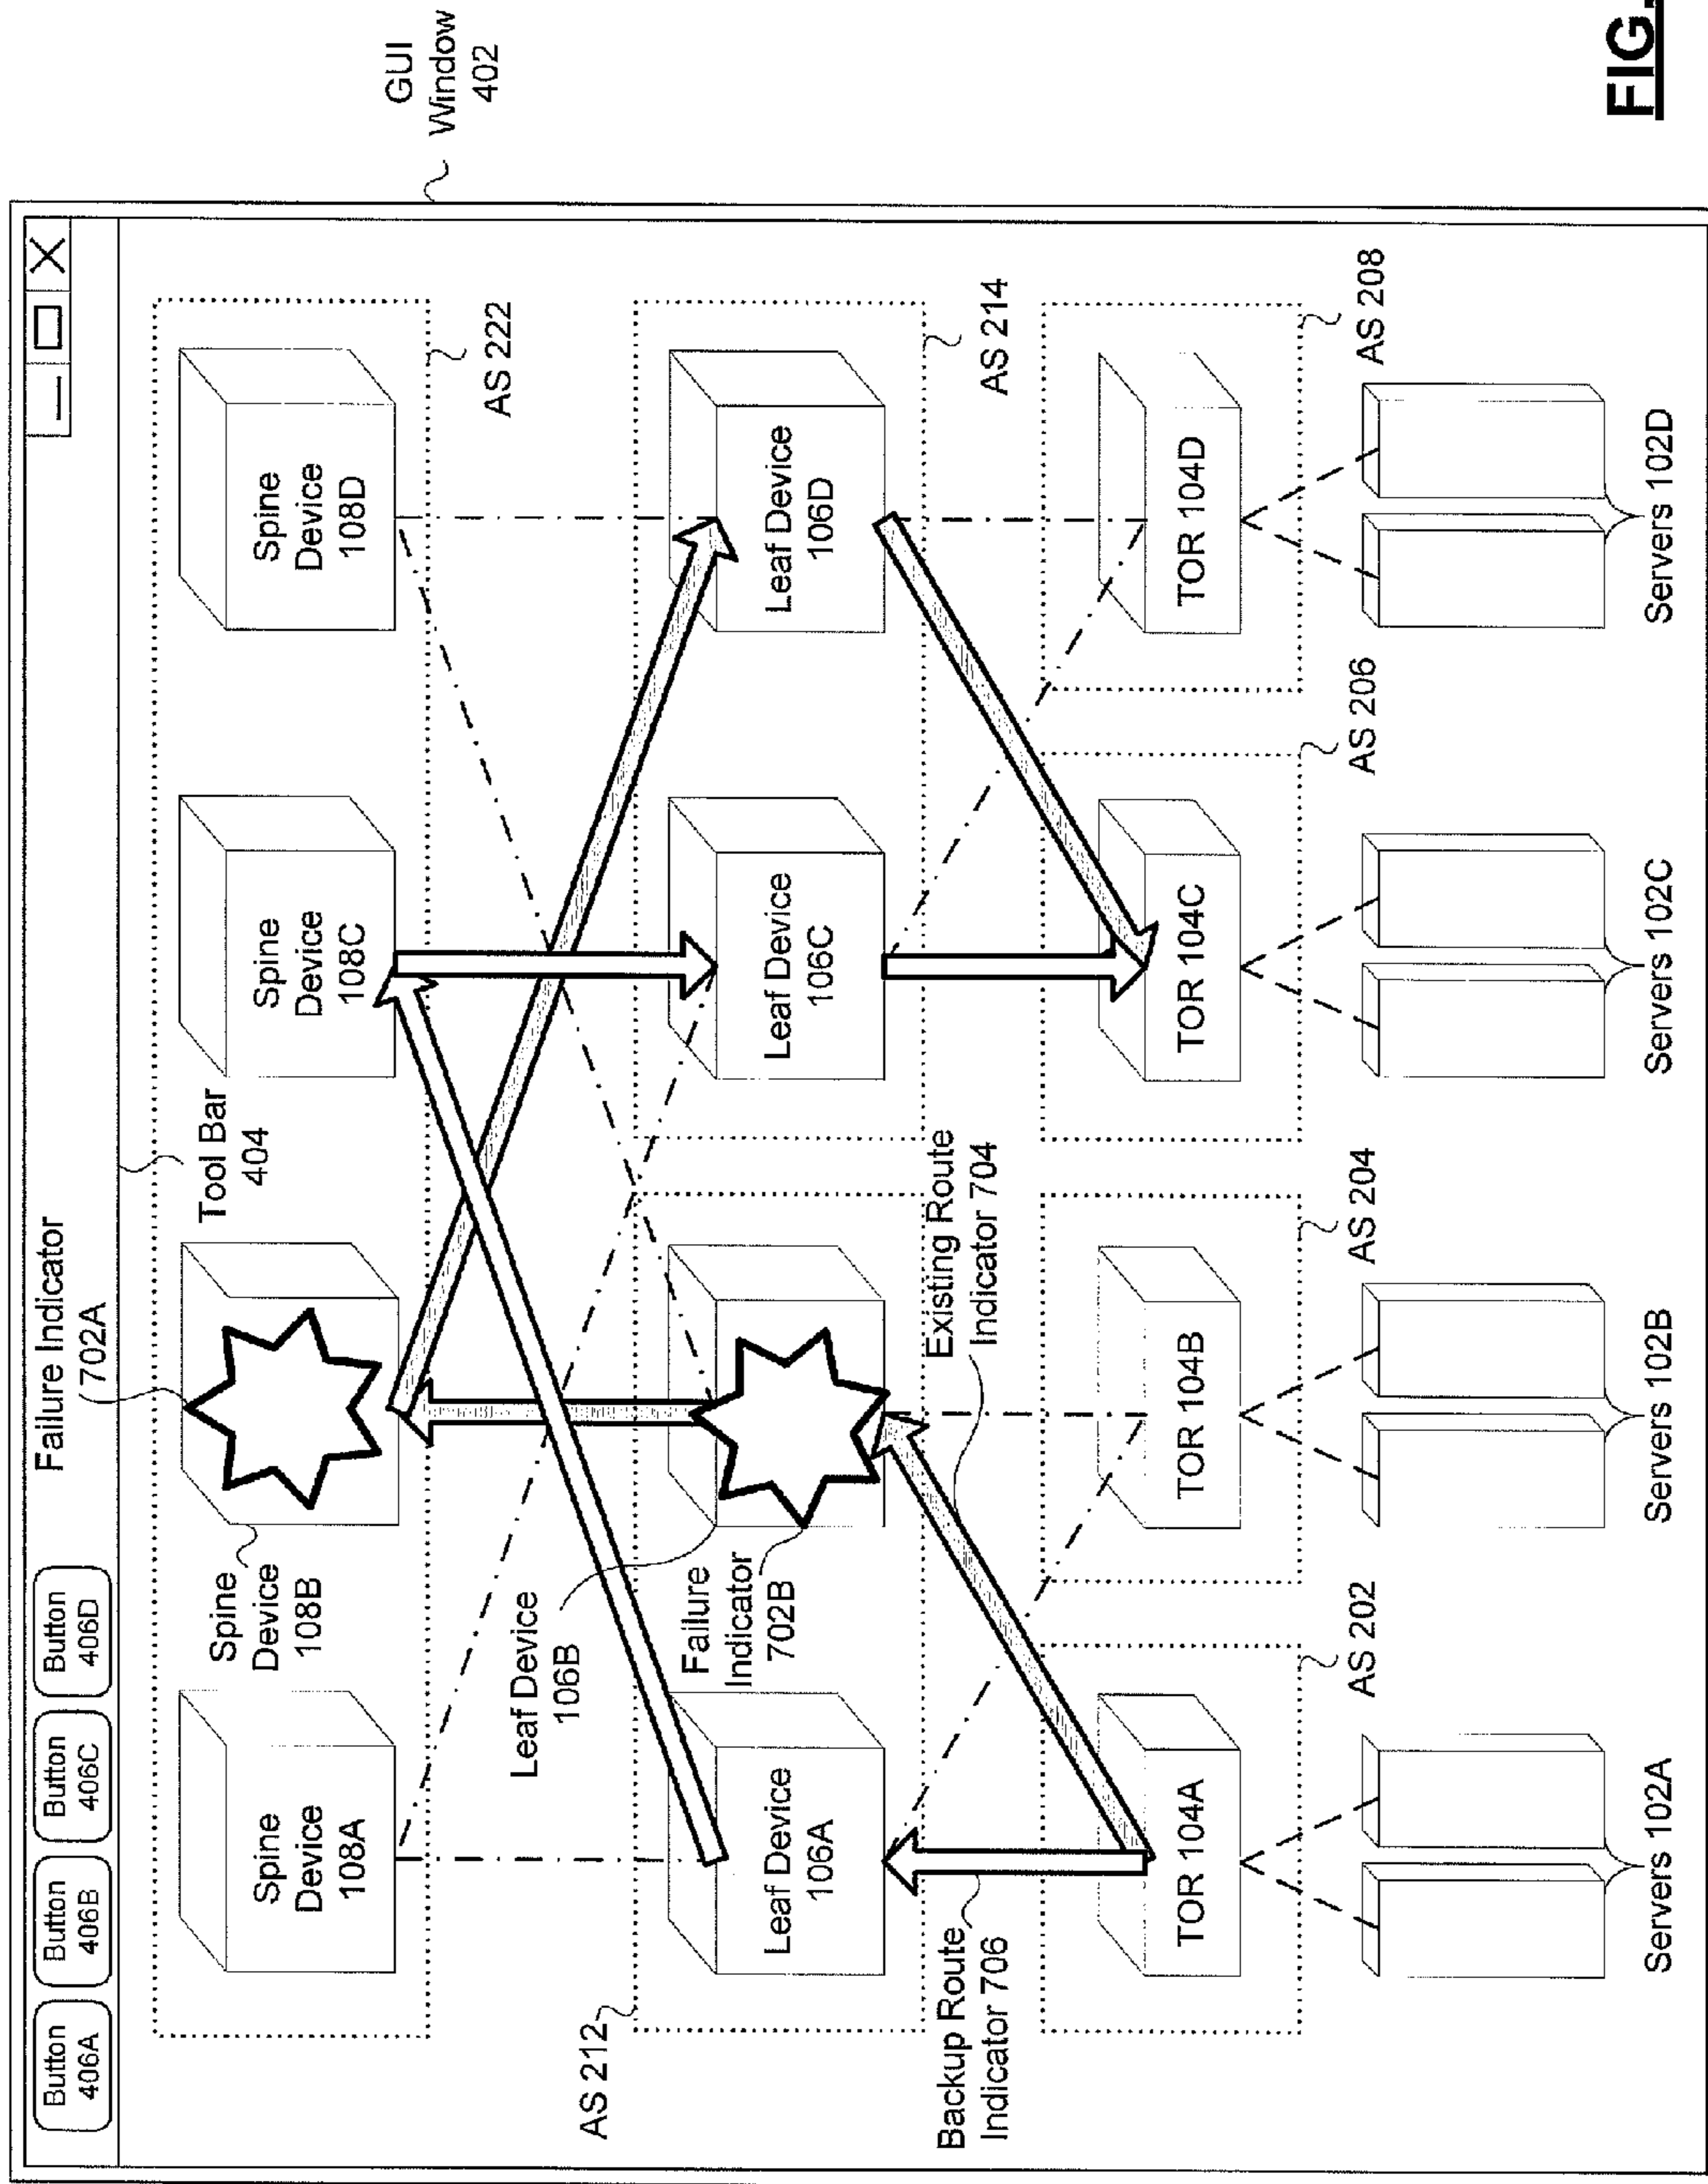 Button
406A
Button
406B
Button
406C
Button
406D
Failure Indicator
702A
Tool Bar
404
GUI
Window
402
Spine
Device
108A
Spine
Device
108B
Spine
Device
108C
Spine
Device
108D
AS 222
Leaf Device
106B
AS 212
Leaf Device
106A
Failure
Indicator
702B
Leaf Device
106C
Leaf Device
106D
AS 214
Backup Route
Indicator 706
Existing Route
Indicator 704
TOR 104A
TOR 104B
TOR 104C
TOR 104D
AS 202
AS 204
AS 206
AS 208
Servers 102A
Servers 102B
Servers 102C
Servers 102D
FIG.